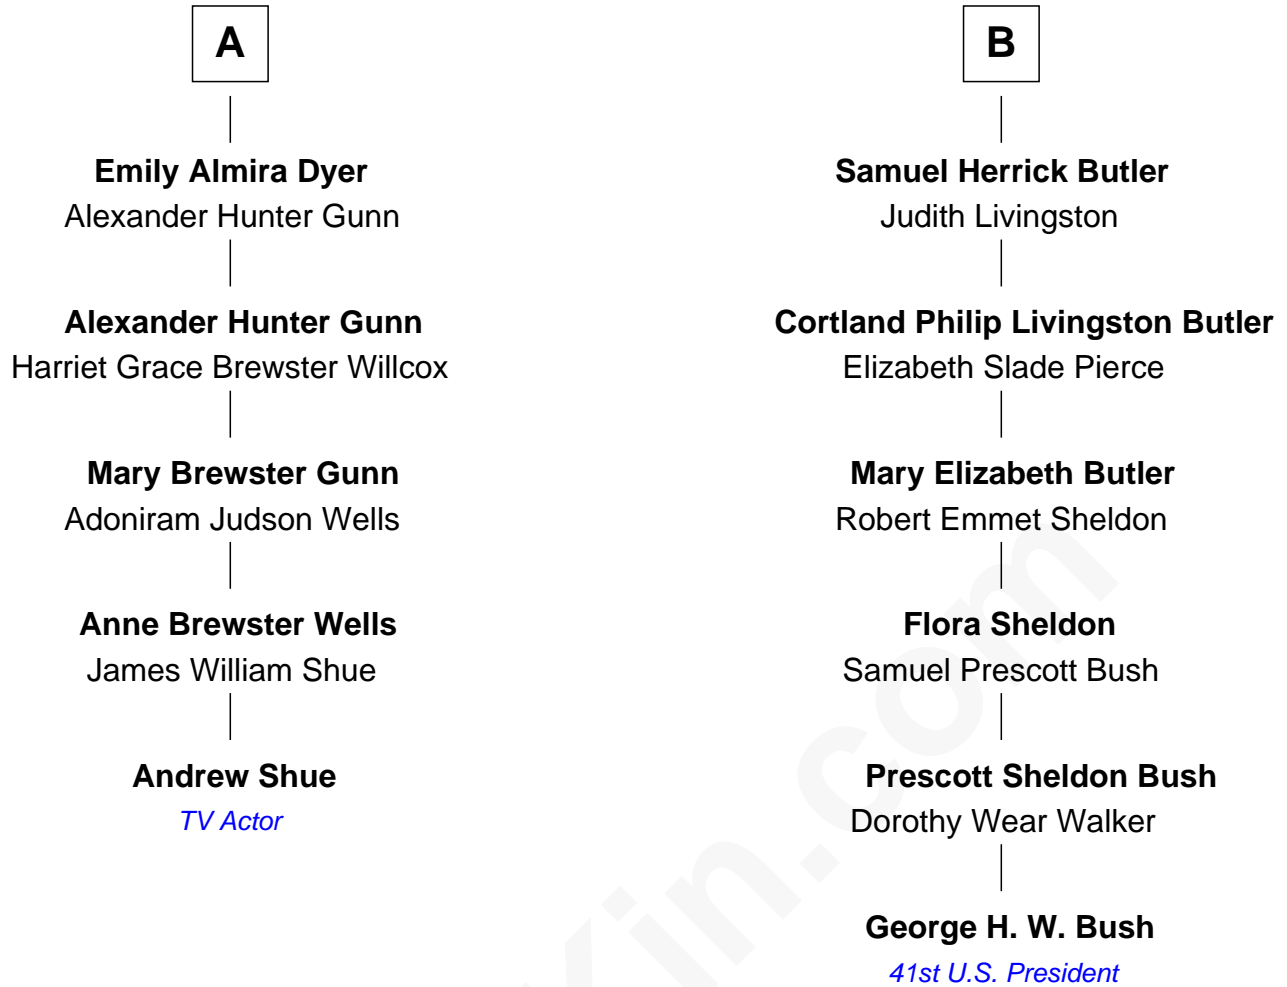 A
Emily Almira Dyer
Alexander Hunter Gunn
Alexander Hunter Gunn
Harriet Grace Brewster Willcox
Mary Brewster Gunn
Adoniram Judson Wells
Anne Brewster Wells
James William Shue
Andrew Shue
TV Actor
B
Samuel Herrick Butler
Judith Livingston
Cortland Philip Livingston Butler
Elizabeth Slade Pierce
Mary Elizabeth Butler
Robert Emmet Sheldon
Flora Sheldon
Samuel Prescott Bush
Prescott Sheldon Bush
Dorothy Wear Walker
George H. W. Bush
41st U.S. President
Kin.com